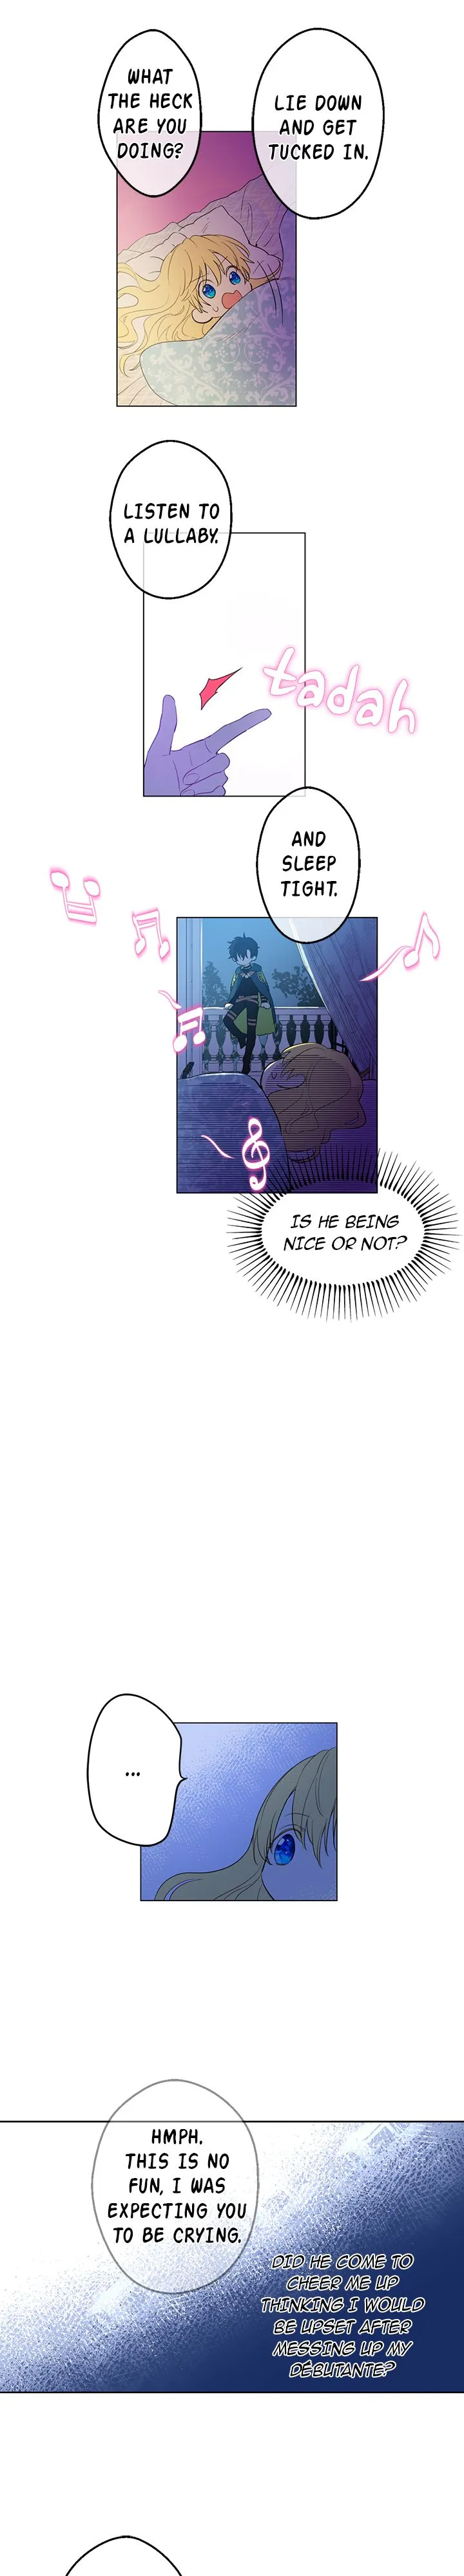 WHAT
THE HECK
ARE YOU
DOING?
LIE DOWN
AND GET
TUCKED IN.
LISTEN TO
A LULLABY.
tadah
AND
SLEEP
TIGHT.
IS HE BEING
NICE OR NOT?
...
HMPH.
THIS IS NO
FUN, I WAS
EXPECTING YOU
TO BE CRYING.
DID HE COME TO
CHEER ME UP
THINKING I WOULD
BE UPSET AFTER
MESSING UP MY
DÉBUTANTE?